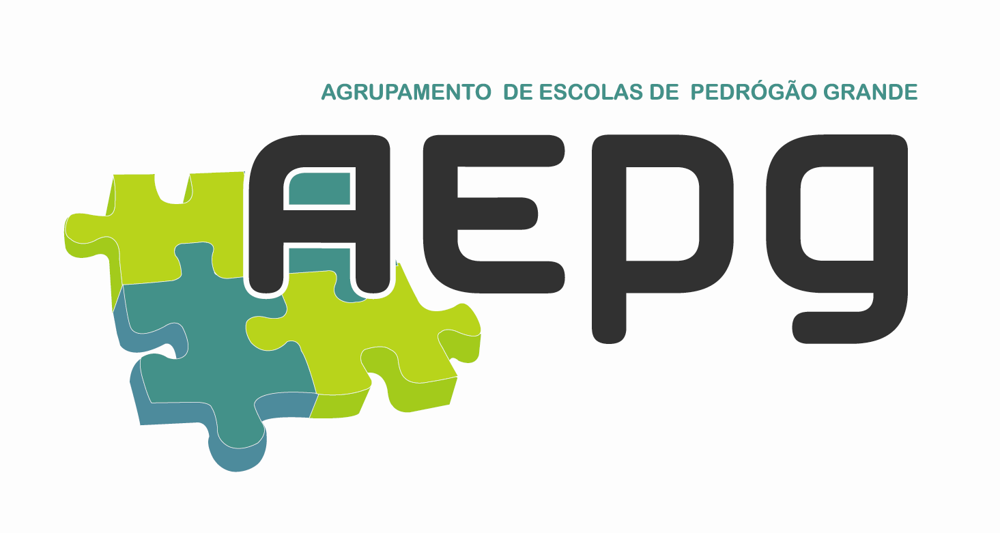 AGRUPAMENTO DE ESCOLAS DE PEDRÓGÃO GRANDE
AEPg